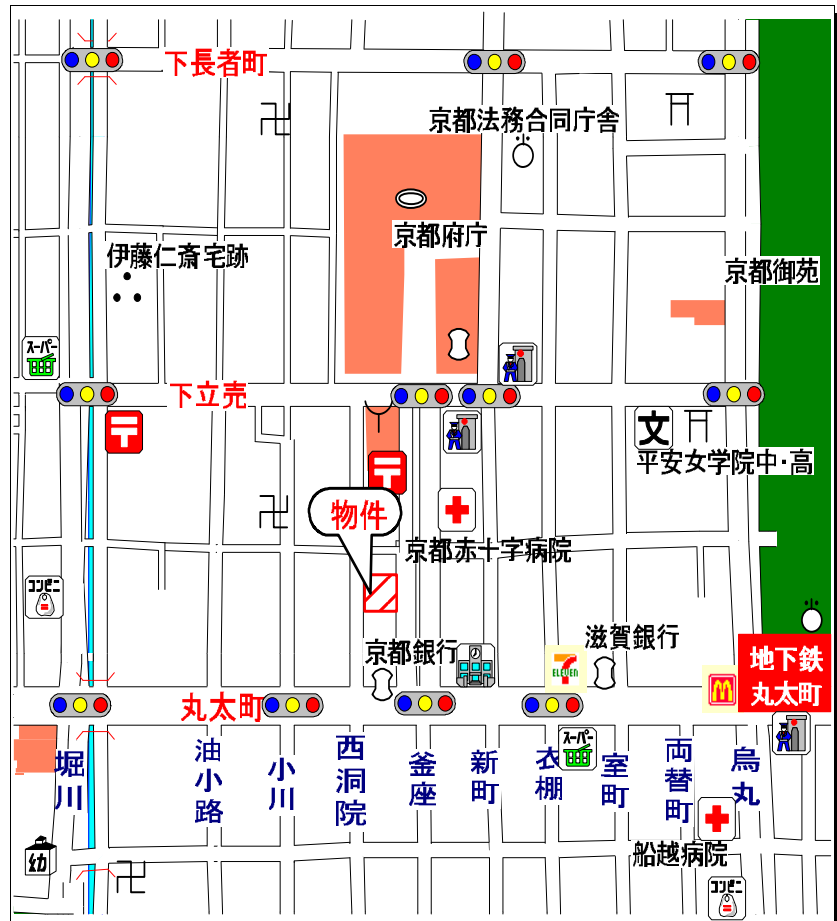 下長者町
京都法務合同庁舎
京都府庁
伊藤仁斎宅跡
京都御苑
スーパー
下立売
文
平安女学院中・高
物件
京都赤十字病院
コンビニ
滋賀銀行
京都銀行
7
ELEVEN
地下鉄
丸太町
丸太町
スーパー
堀川
油小路
小川
西洞院
釜座
新町
衣棚
室町
両替町
烏丸
幼
船越病院
コンビニ